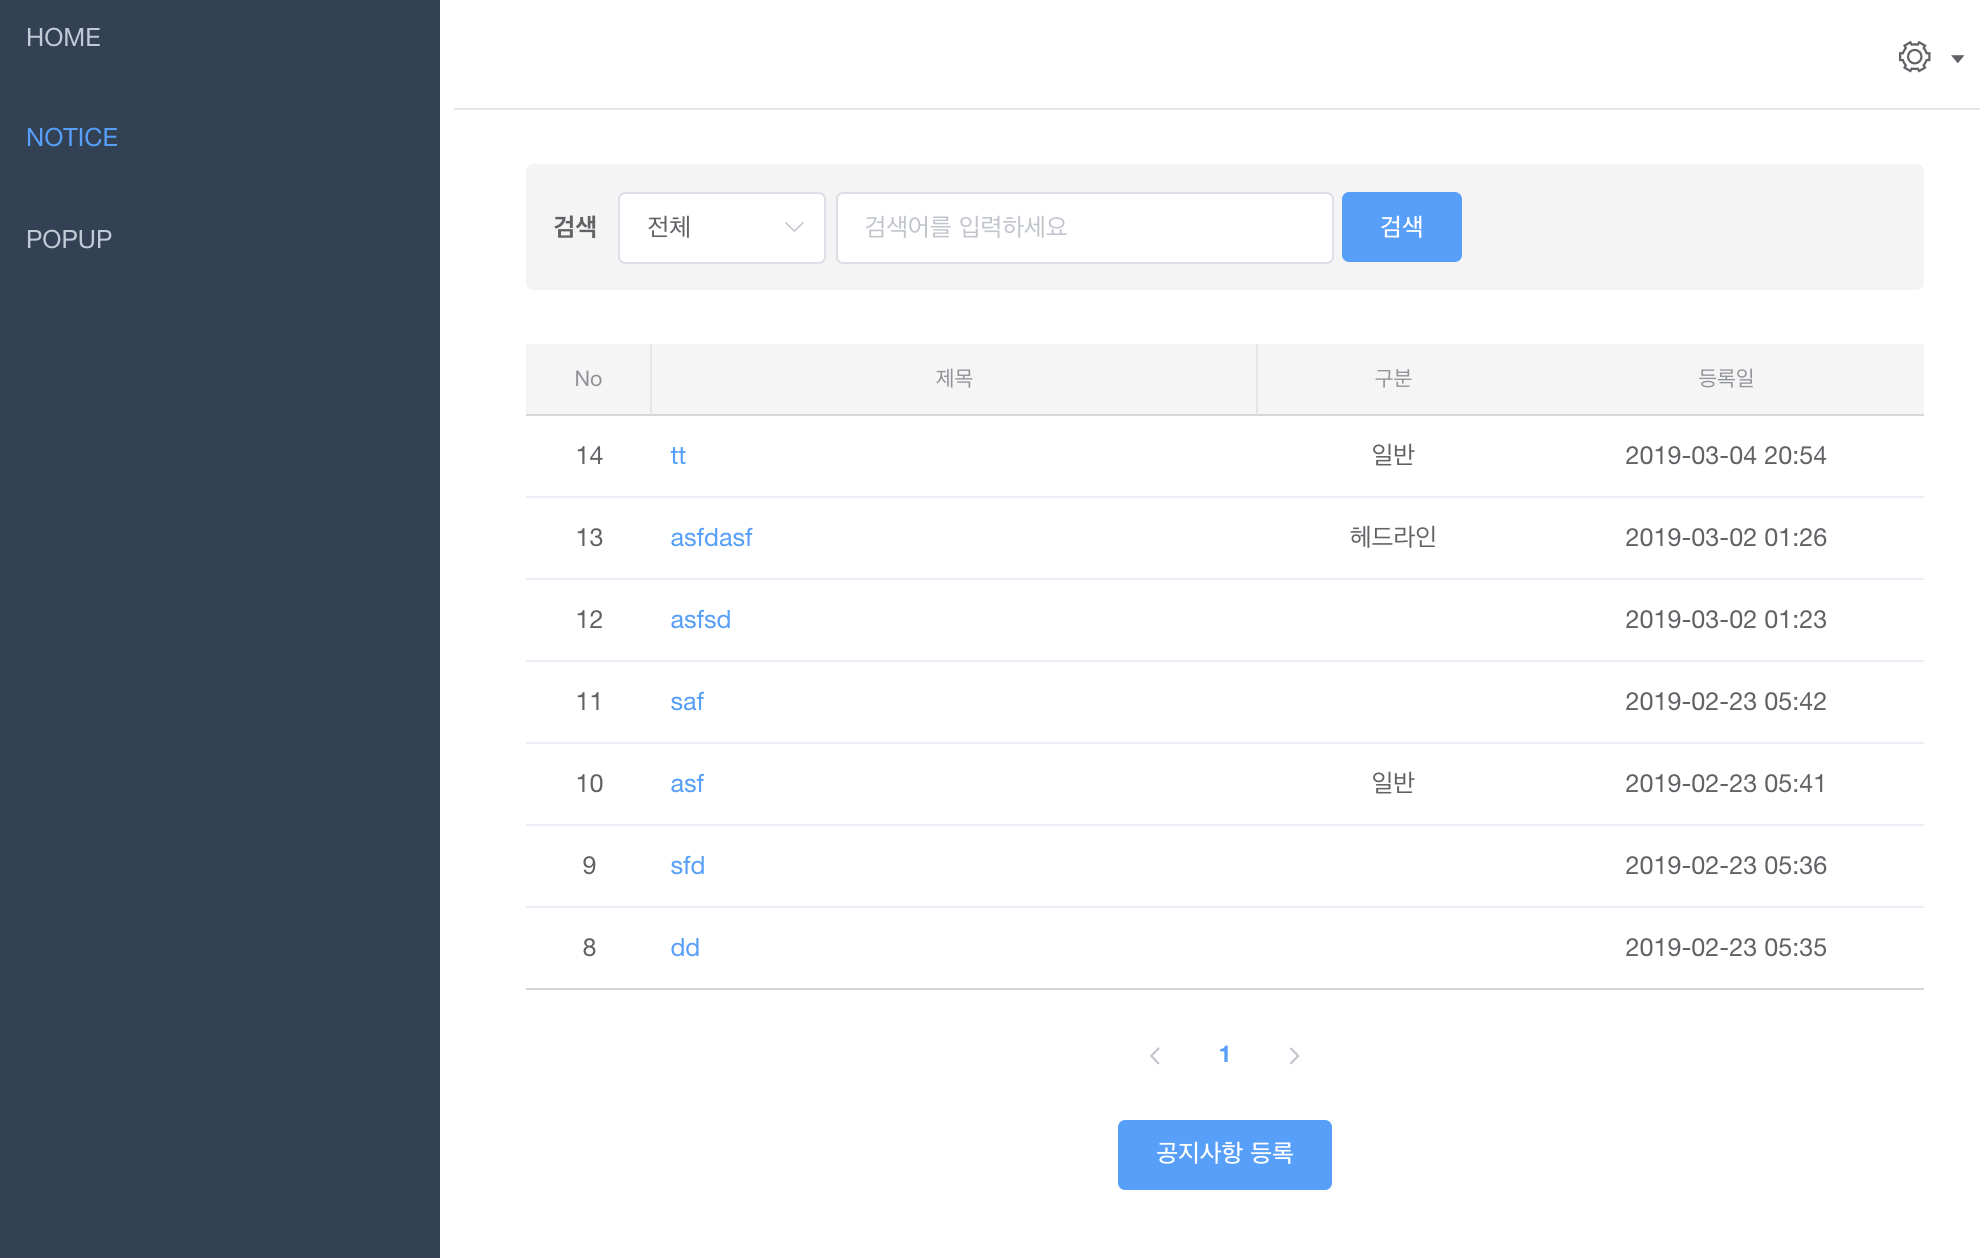 HOME
NOTICE
POPUP
검색 전체 검색어를 입력하세요 검색
No 제목 구분 등록일
14 tt 일반 2019-03-04 20:54
13 asfdasf 헤드라인 2019-03-02 01:26
12 asfsd 2019-03-02 01:23
11 saf 2019-02-23 05:42
10 asf 일반 2019-02-23 05:41
9 sfd 2019-02-23 05:36
8 dd 2019-02-23 05:35
1
공지사항 등록